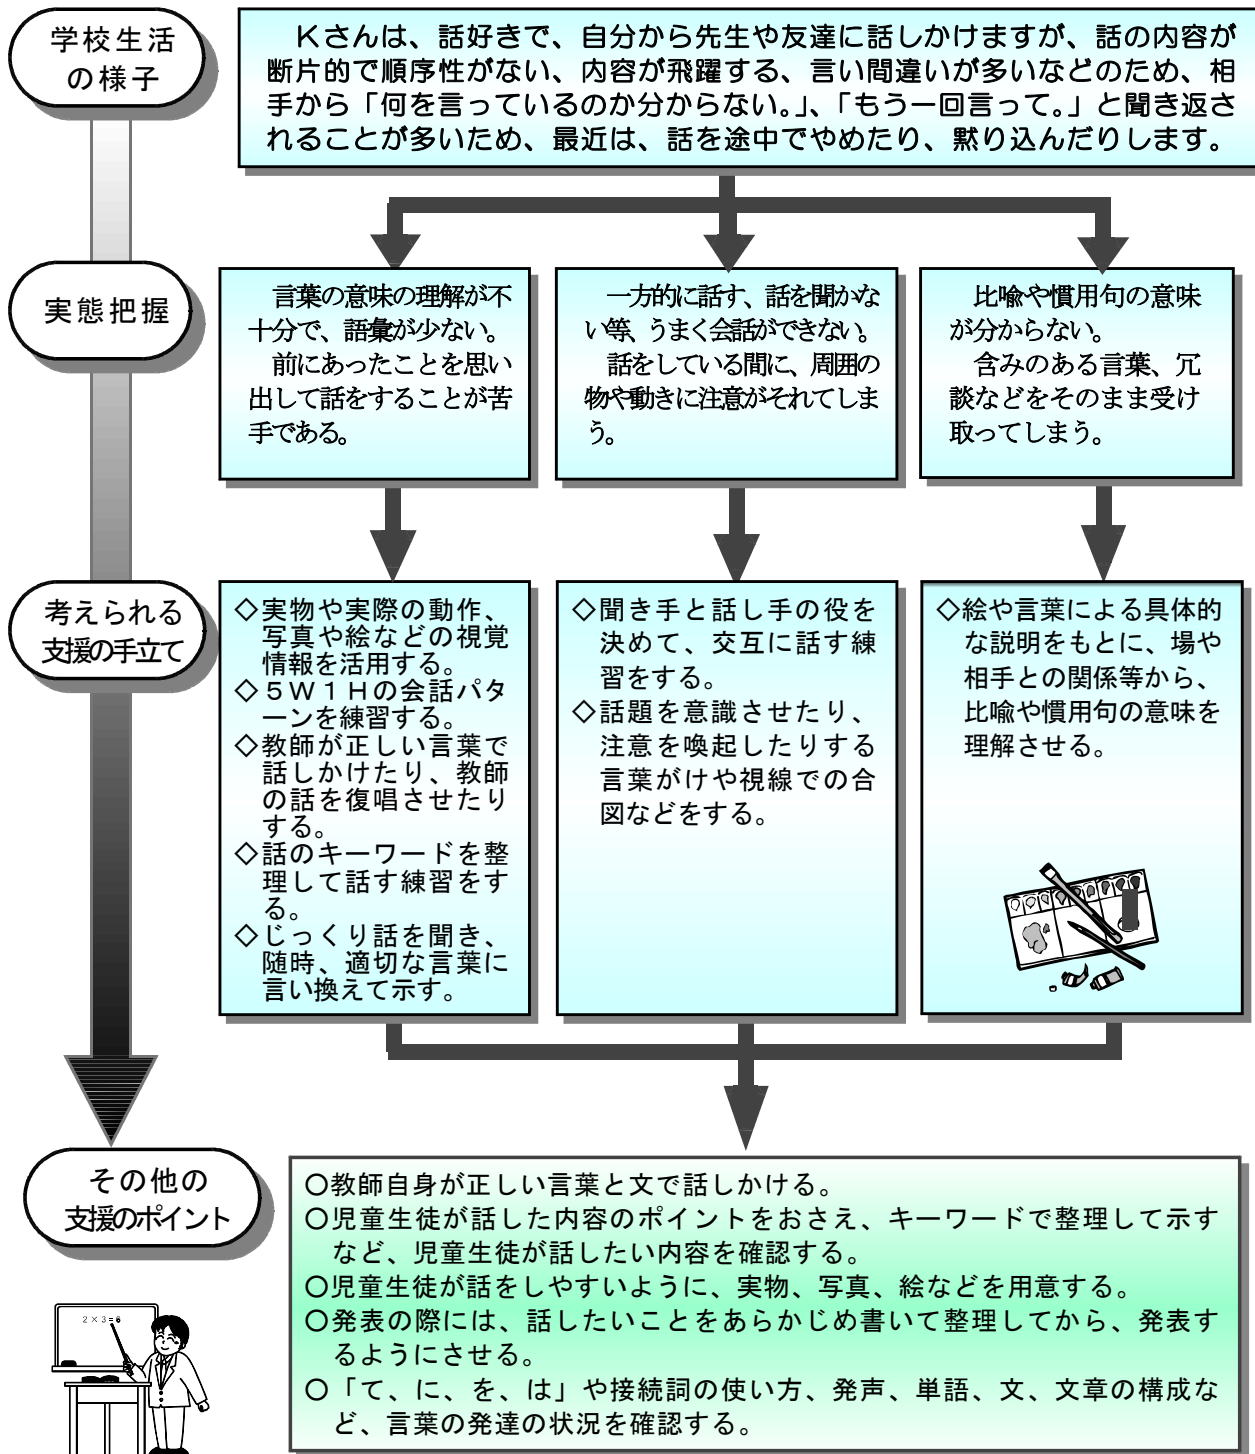 学校生活
の様子
Kさんは、話好きで、自分から先生や友達に話しかけますが、話の内容が
断片的で順序性がない、内容が飛躍する、言い間違いが多いなどのため、相
手から「何を言っているのか分からない。」、「もう一回言って。」と聞き返さ
れることが多いため、最近は、話を途中でやめたり、黙り込んだりします。
実態把握
言葉の意味の理解が不
十分で、語彙が少ない。
前にあったことを思い
出して話をすることが苦
手である。
一方的に話す、話を聞かな
い等、うまく会話ができない。
話をしている間に、周囲の
物や動きに注意がそれてしま
う。
比喩や慣用句の意味
が分からない。
含みのある言葉、冗
談などをそのまま受け
取ってしまう。
考えられる
支援の手立て
◇実物や実際の動作、
写真や絵などの視覚
情報を活用する。
◇5W1Hの会話パタ
ーンを練習する。
◇教師が正しい言葉で
話しかけたり、教師
の話を復唱させたり
する。
◇話のキーワードを整
理して話す練習をす
る。
◇じっくり話を聞き、
随時、適切な言葉に
言い換えて示す。
◇聞き手と話し手の役を
決めて、交互に話す練
習をする。
◇話題を意識させたり、
注意を喚起したりする
言葉がけや視線での合
図などをする。
◇絵や言葉による具体的
な説明をもとに、場や
相手との関係等から、
比喩や慣用句の意味を
理解させる。
その他の
支援のポイント
○教師自身が正しい言葉と文で話しかける。
○児童生徒が話した内容のポイントをおさえ、キーワードで整理して示す
など、児童生徒が話したい内容を確認する。
○児童生徒が話をしやすいように、実物、写真、絵などを用意する。
○発表の際には、話したいことをあらかじめ書いて整理してから、発表す
るようにさせる。
○「て、に、を、は」や接続詞の使い方、発声、単語、文、文章の構成な
ど、言葉の発達の状況を確認する。
2×3=6